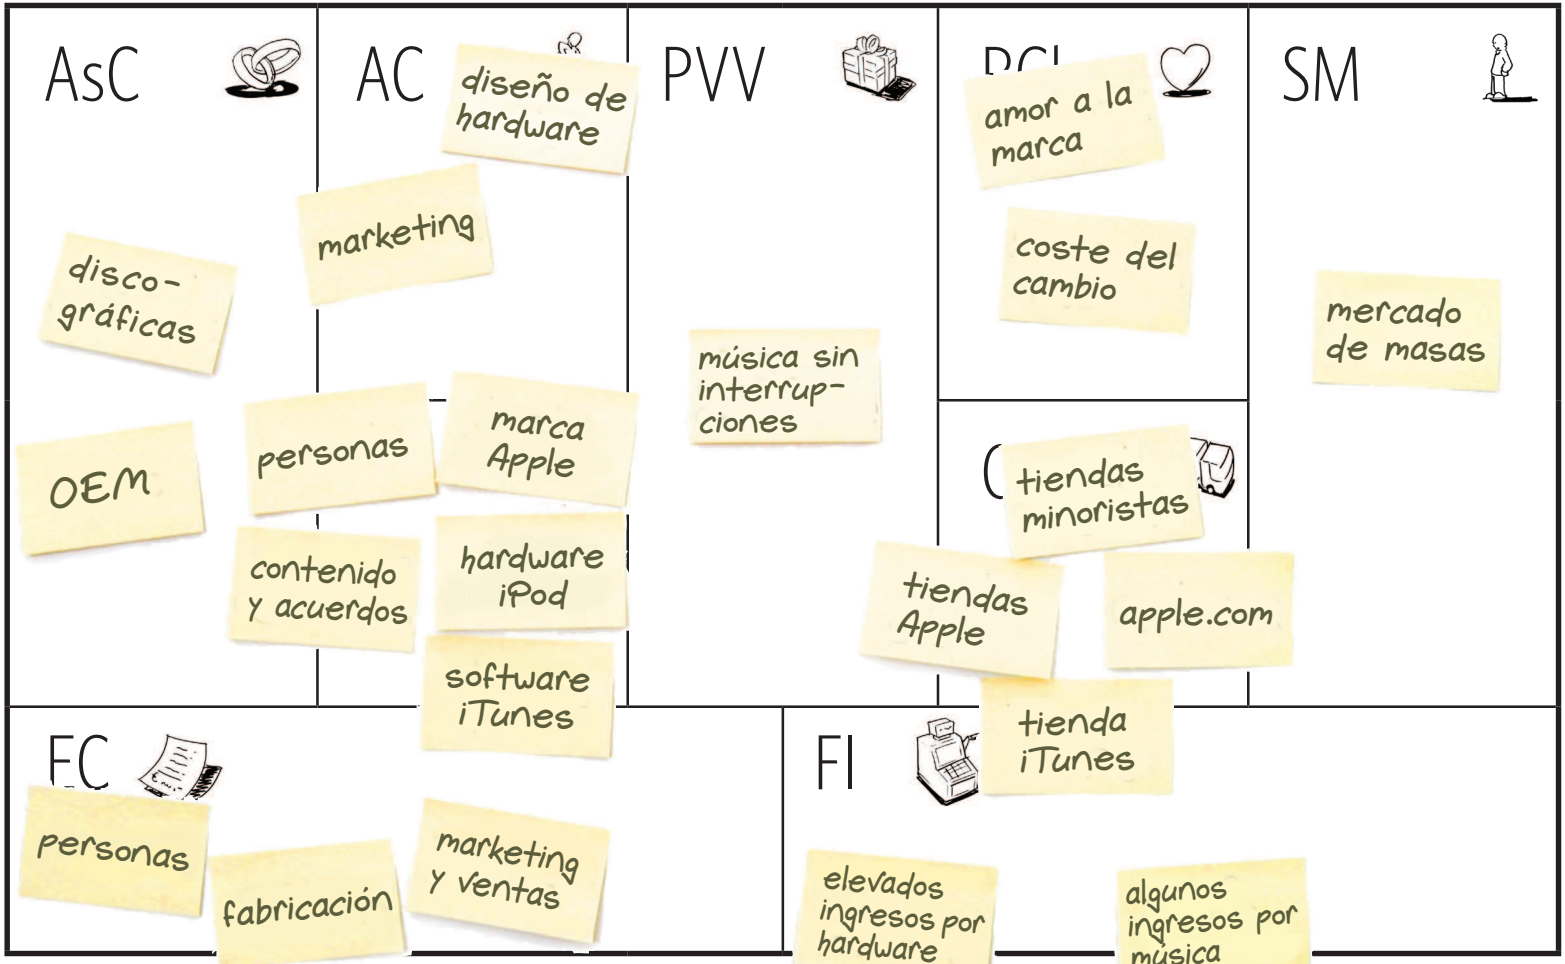 AsC
disco-
gráficas
OEM
AC
diseño de
hardware
marketing
personas
marca
Apple
contenido
y acuerdos
hardware
iPod
software
iTunes
PVV
música sin
interrup-
ciones
RCl
amor a la
marca
coste del
cambio
C
tiendas
minoristas
tiendas
Apple
apple.com
tienda
iTunes
SM
mercado
de masas
EC
personas
fabricación
marketing
y ventas
FI
elevados
ingresos por
hardware
algunos
ingresos por
música